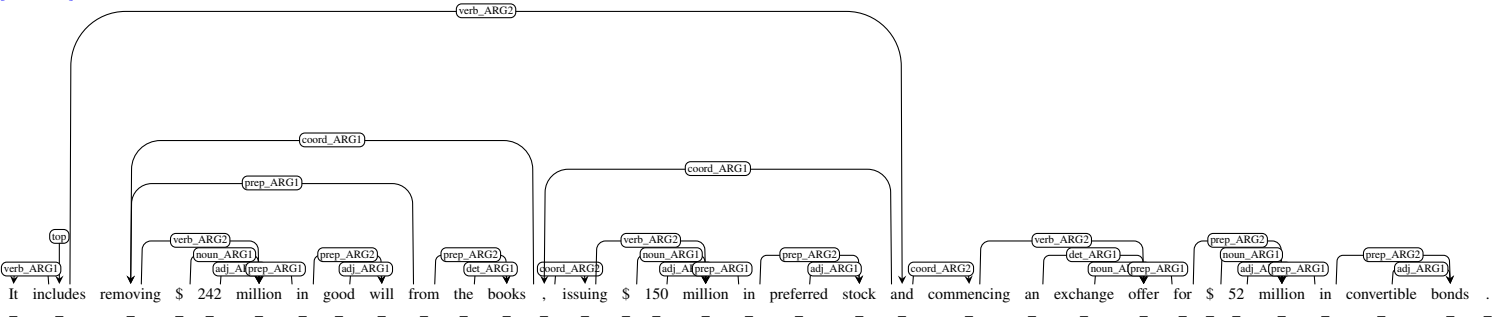 verb_ARG2
coord_ARG1
coord_ARG1
prep_ARG1
top verb_ARG2 prep_ARG2 prep_ARG2 verb_ARG2 prep_ARG2 verb_ARG2 prep_ARG2 prep_ARG2
noun_ARG1 noun_ARG1 det_ARG1 noun_ARG1
verb_ARG1 prep_ARG1 adj_ARG1 det_ARG1 coord_ARG2 prep_ARG1 adj_ARG1 coord_ARG2 prep_ARG1 prep_ARG1 adj_ARG1
It includes removing $ 242 million in good will from the books , issuing $ 150 million in preferred stock and commencing an exchange offer for $ 52 million in convertible bonds .
_ _ _ _ _ _ _ _ _ _ _ _ _ _ _ _ _ _ _ _ _ _ _ _ _ _ _ _ _ _ _ _ _